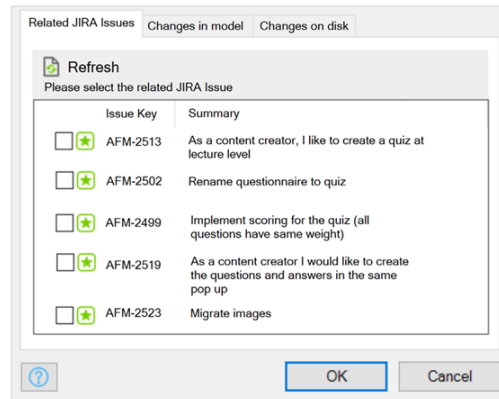 Related JIRA Issues Changes in model Changes on disk
Refresh
Please select the related JIRA Issue
Issue Key Summary
AFM-2513 As a content creator, I like to create a quiz at
lecture level
AFM-2502 Rename questionnaire to quiz
AFM-2499 Implement scoring for the quiz (all
questions have same weight)
AFM-2519 As a content creator I would like to create
the questions and answers in the same
pop up
AFM-2523 Migrate images
? OK Cancel